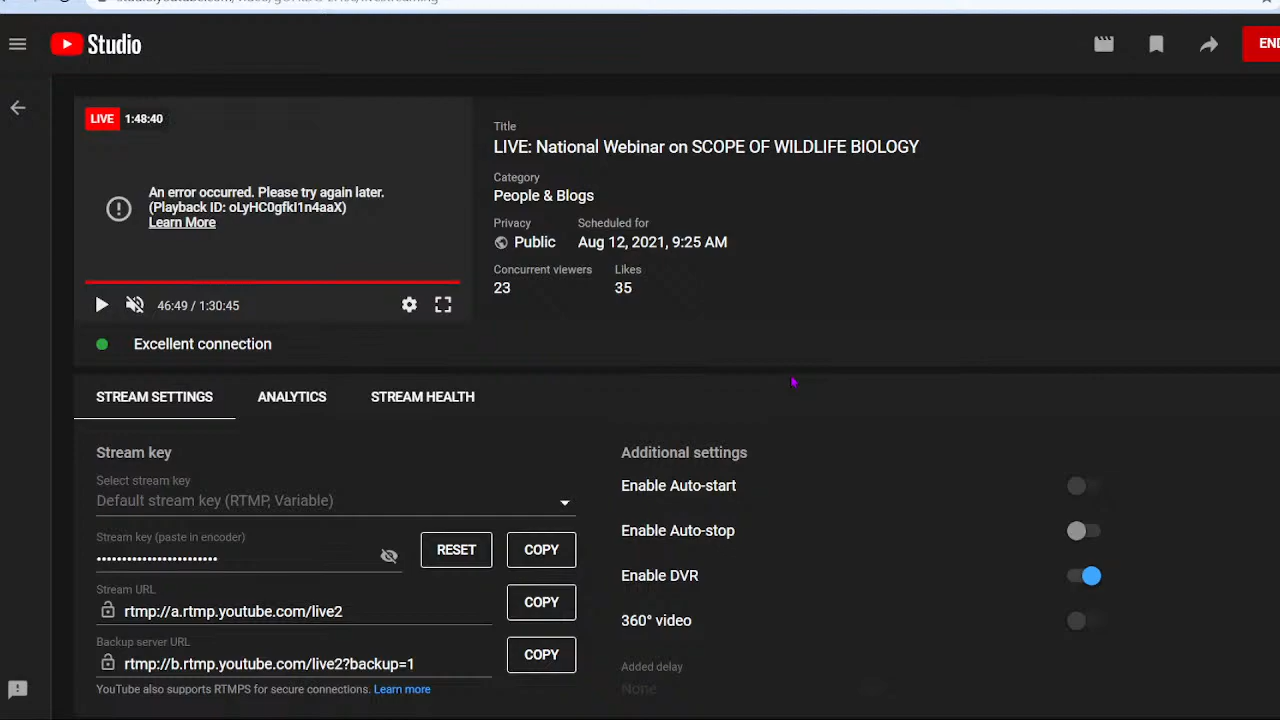 Studio
END
LIVE 1:48:40
An error occurred. Please try again later.
(Playback ID: oLyHC0gfkI1n4aaX)
Learn More
46:49 / 1:30:45
Excellent connection
Title
LIVE: National Webinar on SCOPE OF WILDLIFE BIOLOGY
Category
People & Blogs
Privacy
Public
Scheduled for
Aug 12, 2021, 9:25 AM
Concurrent viewers
23
Likes
35
STREAM SETTINGS
ANALYTICS
STREAM HEALTH
Stream key
Select stream key
Default stream key (RTMP, Variable)
Stream key (paste in encoder)
•••••••••••••••••••••••• 
RESET
COPY
Stream URL
rtmp://a.rtmp.youtube.com/live2
COPY
Backup server URL
rtmp://b.rtmp.youtube.com/live2?backup=1
COPY
YouTube also supports RTMPS for secure connections. Learn more
Additional settings
Enable Auto-start
Enable Auto-stop
Enable DVR
360° video
Added delay
None